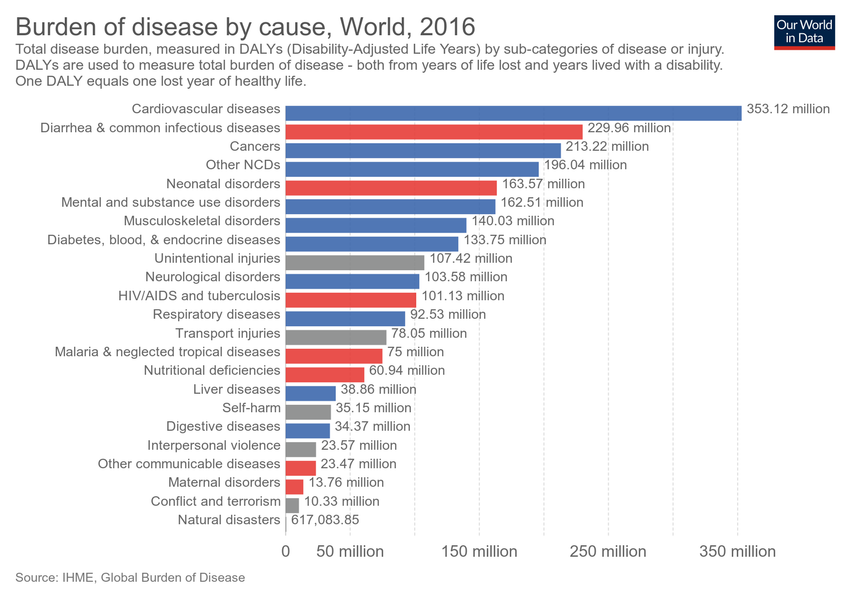 Burden of disease by cause, World, 2016
Our World
in Data
Total disease burden, measured in DALYs (Disability-Adjusted Life Years) by sub-categories of disease or injury.
DALYs are used to measure total burden of disease - both from years of life lost and years lived with a disability.
One DALY equals one lost year of healthy life.
Cardiovascular diseases 353.12 million
Diarrhea & common infectious diseases 229.96 million
Cancers 213.22 million
Other NCDs 196.04 million
Neonatal disorders 163.57 million
Mental and substance use disorders 162.51 million
Musculoskeletal disorders 140.03 million
Diabetes, blood, & endocrine diseases 133.75 million
Unintentional injuries 107.42 million
Neurological disorders 103.58 million
HIV/AIDS and tuberculosis 101.13 million
Respiratory diseases 92.53 million
Transport injuries 78.05 million
Malaria & neglected tropical diseases 75 million
Nutritional deficiencies 60.94 million
Liver diseases 38.86 million
Self-harm 35.15 million
Digestive diseases 34.37 million
Interpersonal violence 23.57 million
Other communicable diseases 23.47 million
Maternal disorders 13.76 million
Conflict and terrorism 10.33 million
Natural disasters 617,083.85
0 50 million 150 million 250 million 350 million
Source: IHME, Global Burden of Disease